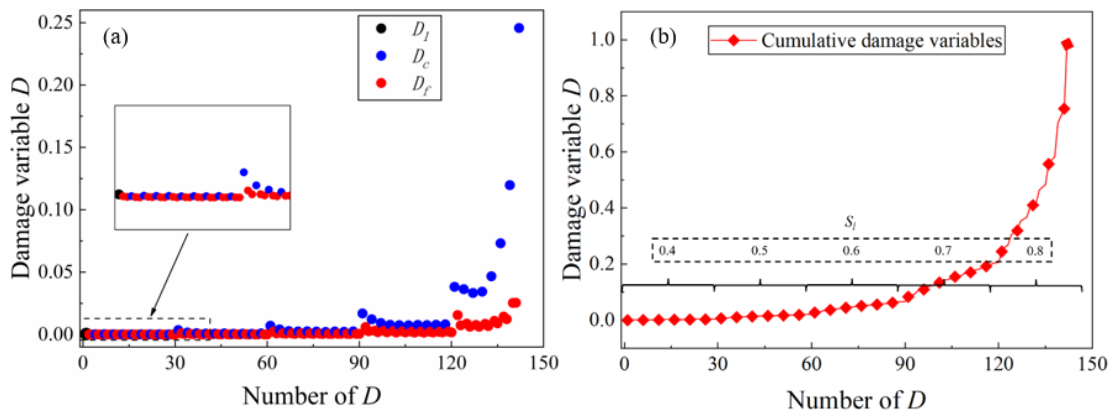 (a)
D_1
D_c
D_f
Damage variable D
0.25
0.20
0.15
0.10
0.05
0.00
0 30 60 90 120 150
Number of D
(b)
Cumulative damage variables
Damage variable D
1.0
0.8
0.6
0.4
0.2
0.0
S_i
0.4 0.5 0.6 0.7 0.8
0 30 60 90 120 150
Number of D